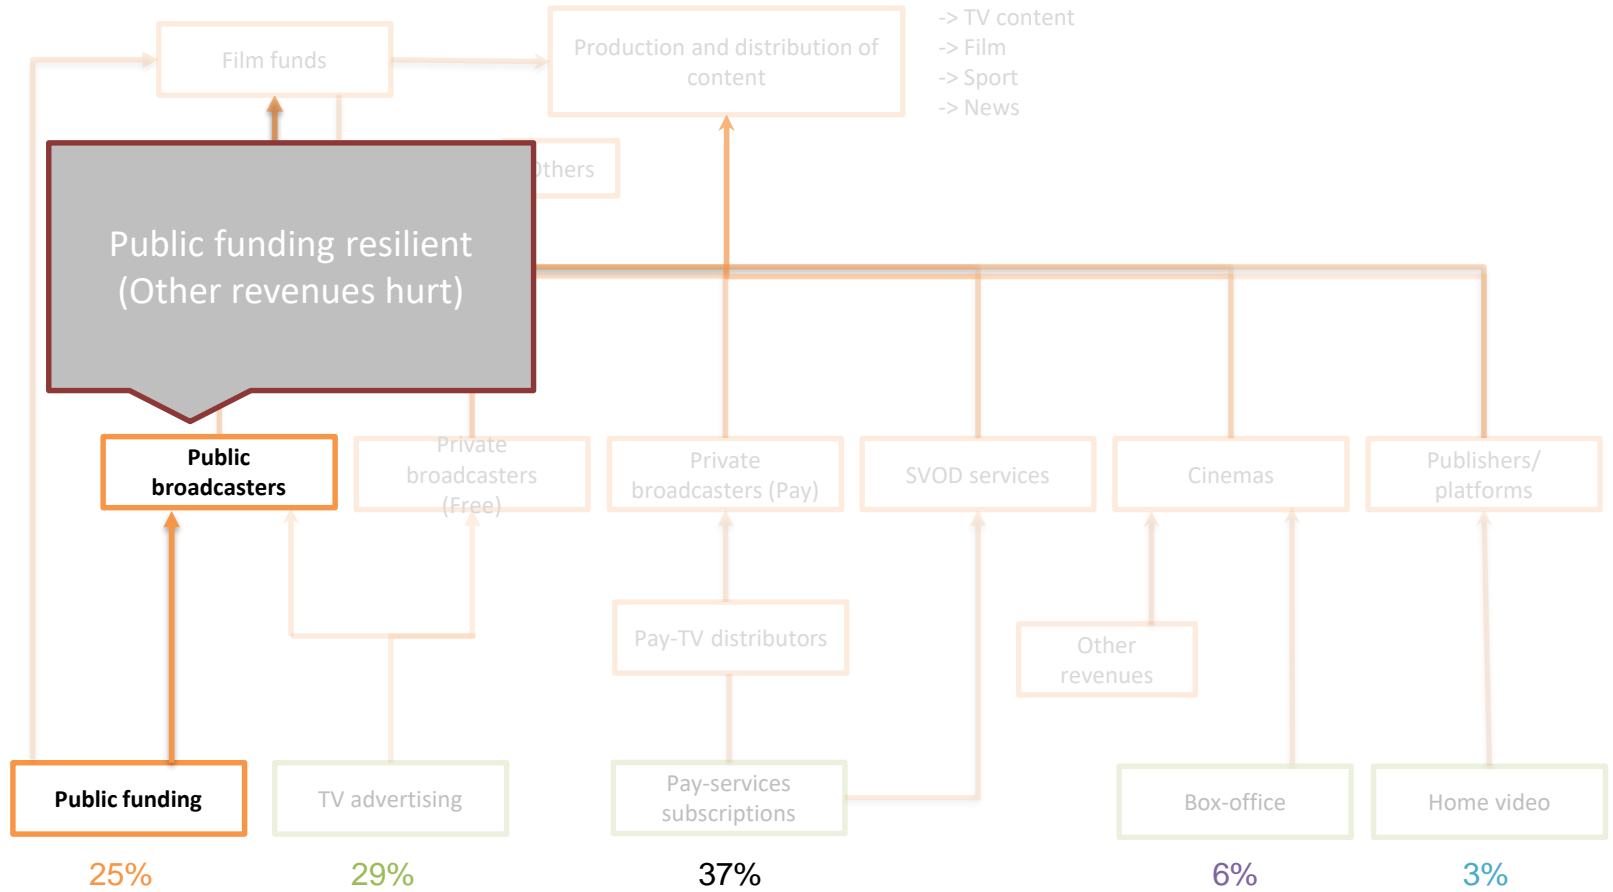 Film funds
Production and distribution of
content
-> TV content
-> Film
-> Sport
-> News
Others
Public funding resilient
(Other revenues hurt)
Public
broadcasters
Private
broadcasters
(Free)
Private
broadcasters (Pay)
SVOD services
Cinemas
Publishers/
platforms
Pay-TV distributors
Other
revenues
Public funding
TV advertising
Pay-services
subscriptions
Box-office
Home video
25%
29%
37%
6%
3%